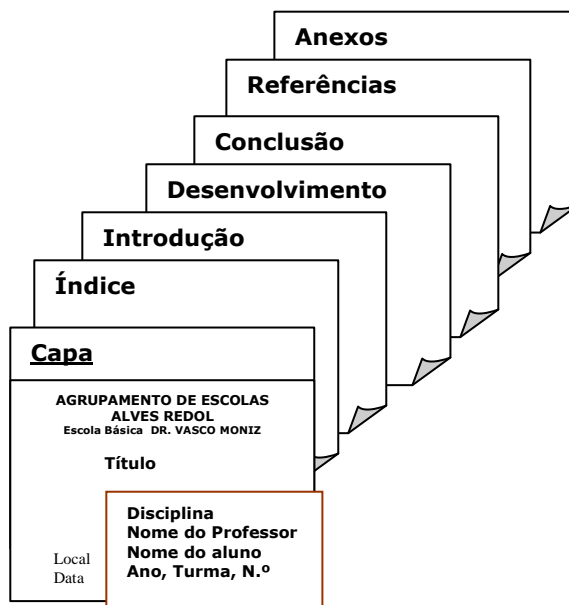 Anexos
Referências
Conclusão
Desenvolvimento
Introdução
Índice
Capa
AGRUPAMENTO DE ESCOLAS
ALVES REDOL
Escola Básica DR. VASCO MONIZ
Título
Disciplina
Nome do Professor
Nome do aluno
Ano, Turma, N.º
Local
Data